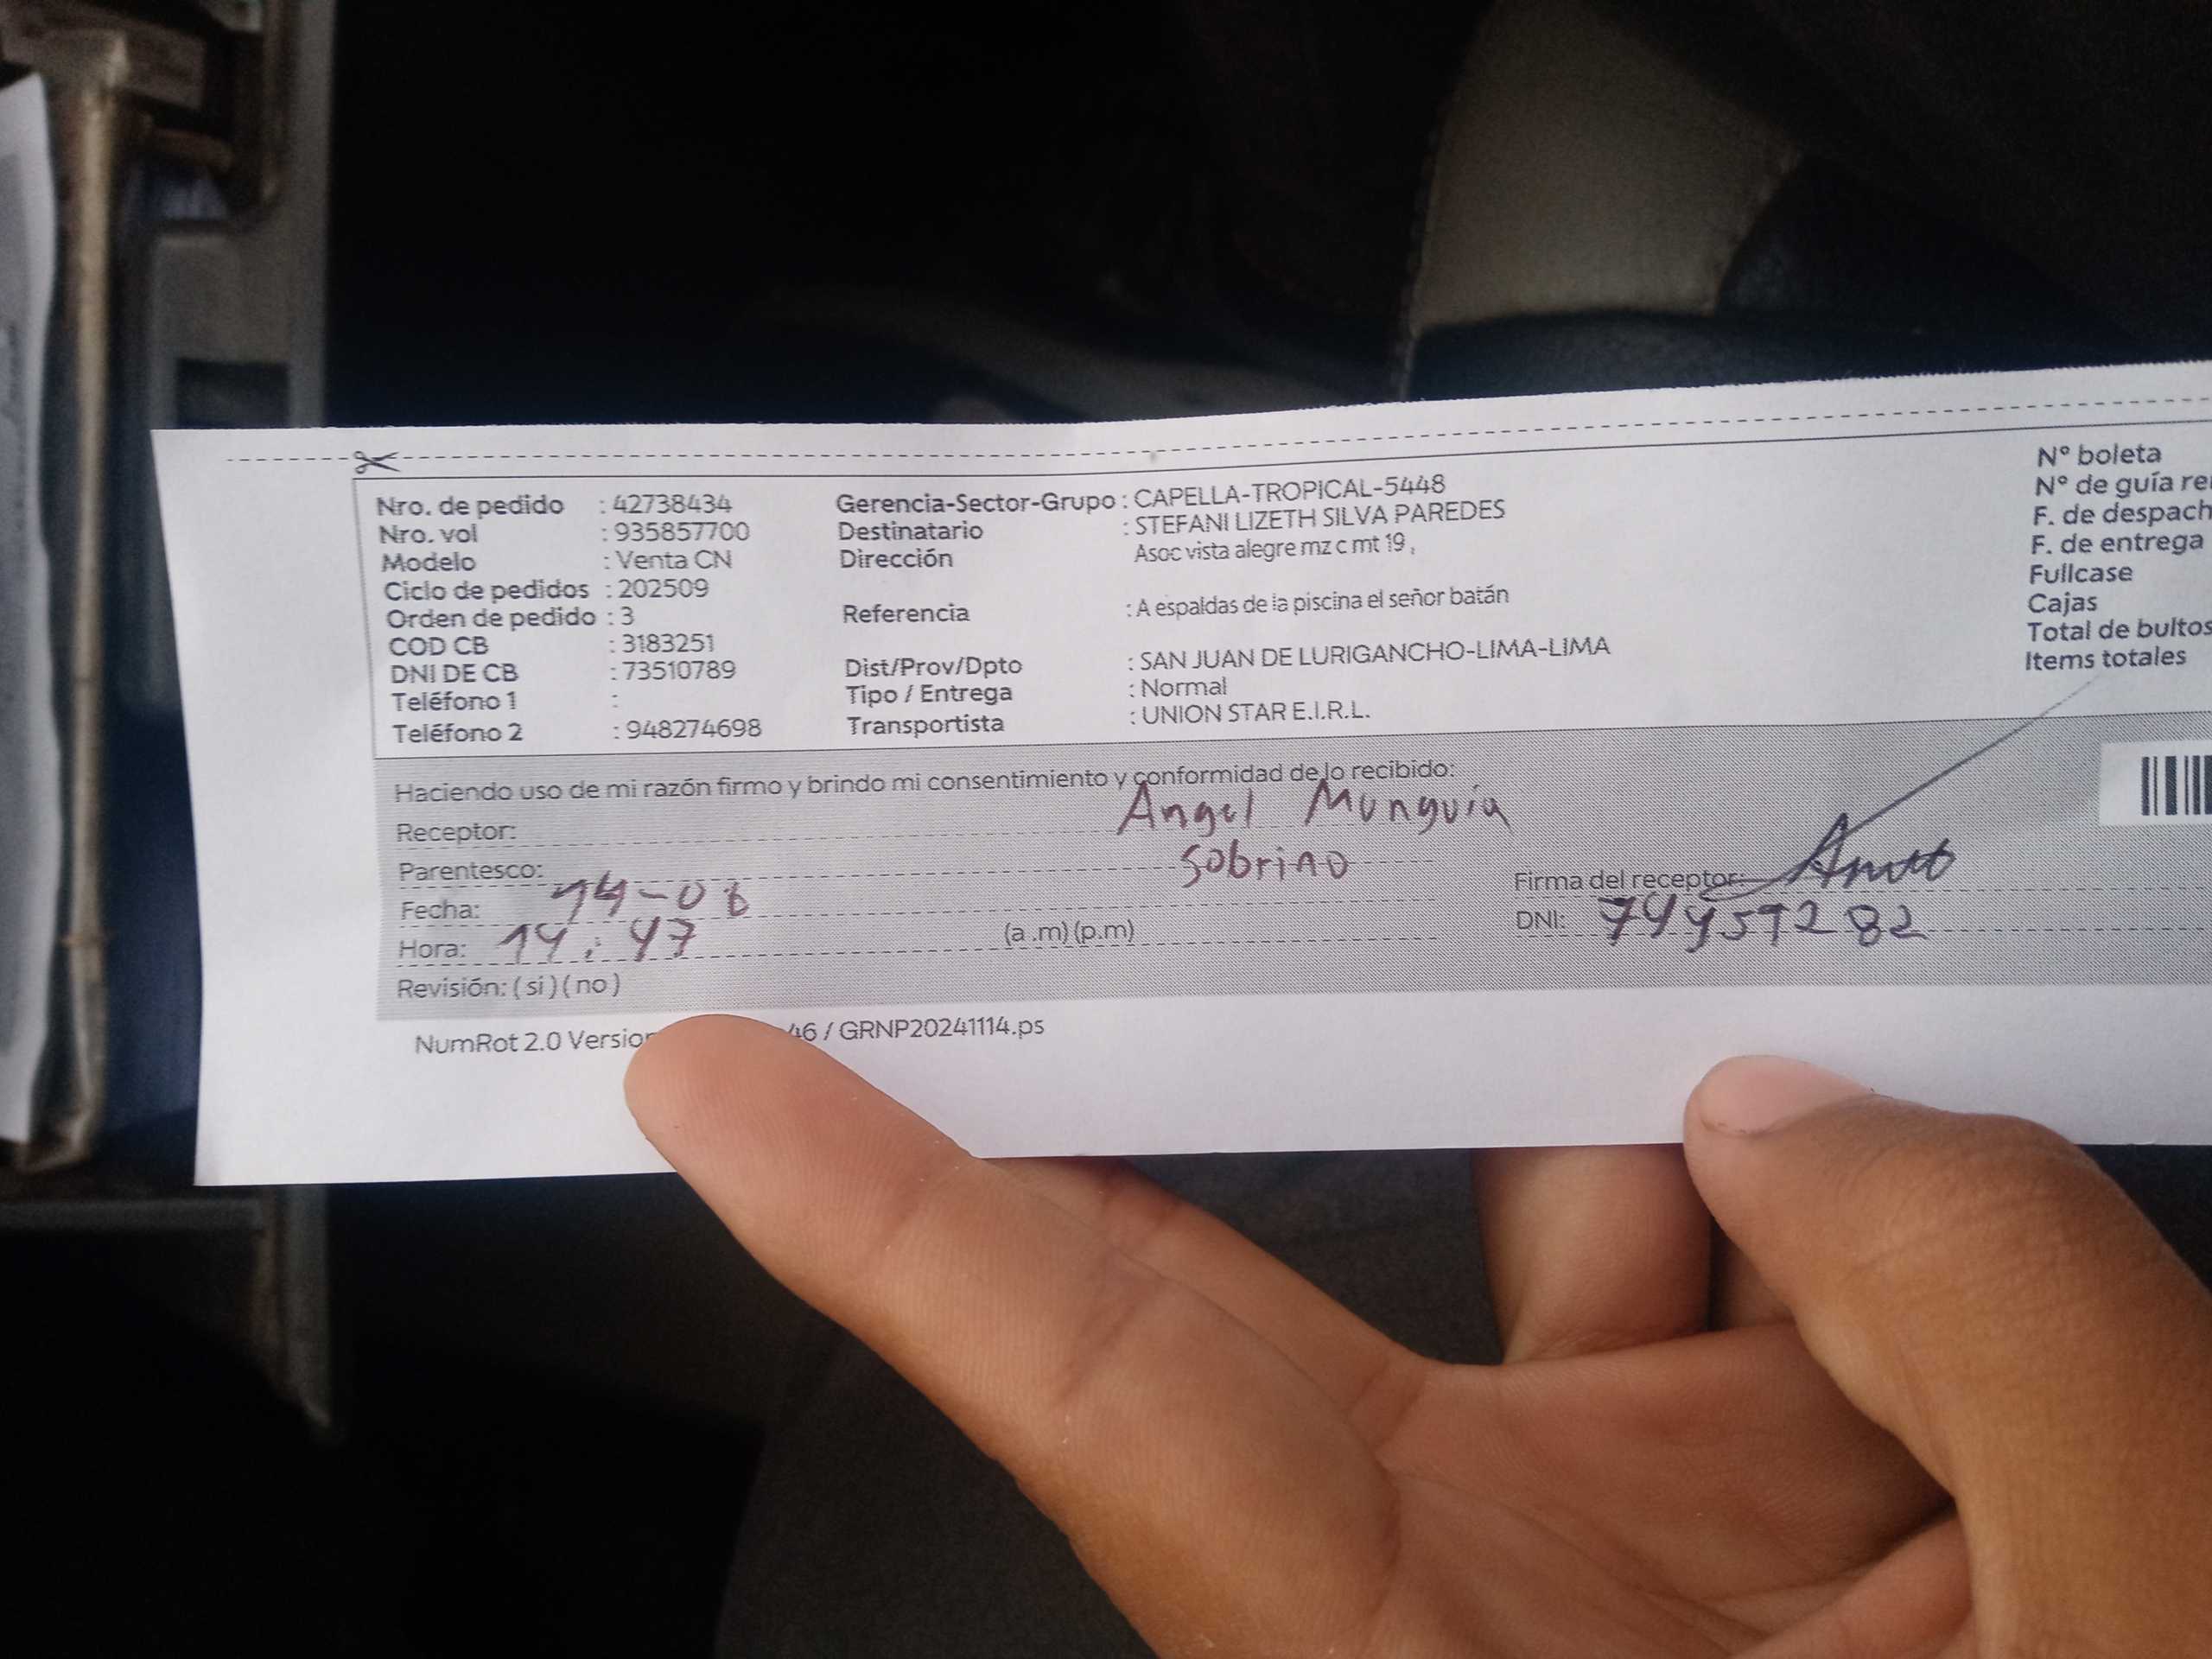 Nro. de pedido : 42738434
Nro. vol : 935857700
Modelo : Venta CN
Ciclo de pedidos : 202509
Orden de pedido : 3
COD CB : 3183251
DNI DE CB : 73510789
Teléfono 1 :
Teléfono 2 : 948274698
Gerencia-Sector-Grupo : CAPELLA-TROPICAL-5448
Destinatario : STEFANI LIZETH SILVA PAREDES
Dirección Asoc vista alegre mz c mt 19 ,
Referencia : A espaldas de la piscina el señor batán
Dist/Prov/Dpto : SAN JUAN DE LURIGANCHO-LIMA-LIMA
Tipo / Entrega : Normal
Transportista : UNION STAR E.I.R.L.
N° boleta
N° de guía
F. de
F. de entrega
Fullcase
Cajas
Total de bultos
Items totales
Haciendo uso de mi razón firmo y brindo mi consentimiento y conformidad de lo recibido:
Receptor: Angel Munguia
Parentesco: Sobrino
Fecha: 14-06
Hora: 14:47 (a .m) (p.m)
Revisión: ( si ) ( no )
Firma del receptor:
DNI: 74459282
NumRot 2.0 46 / GRNP20241114.ps